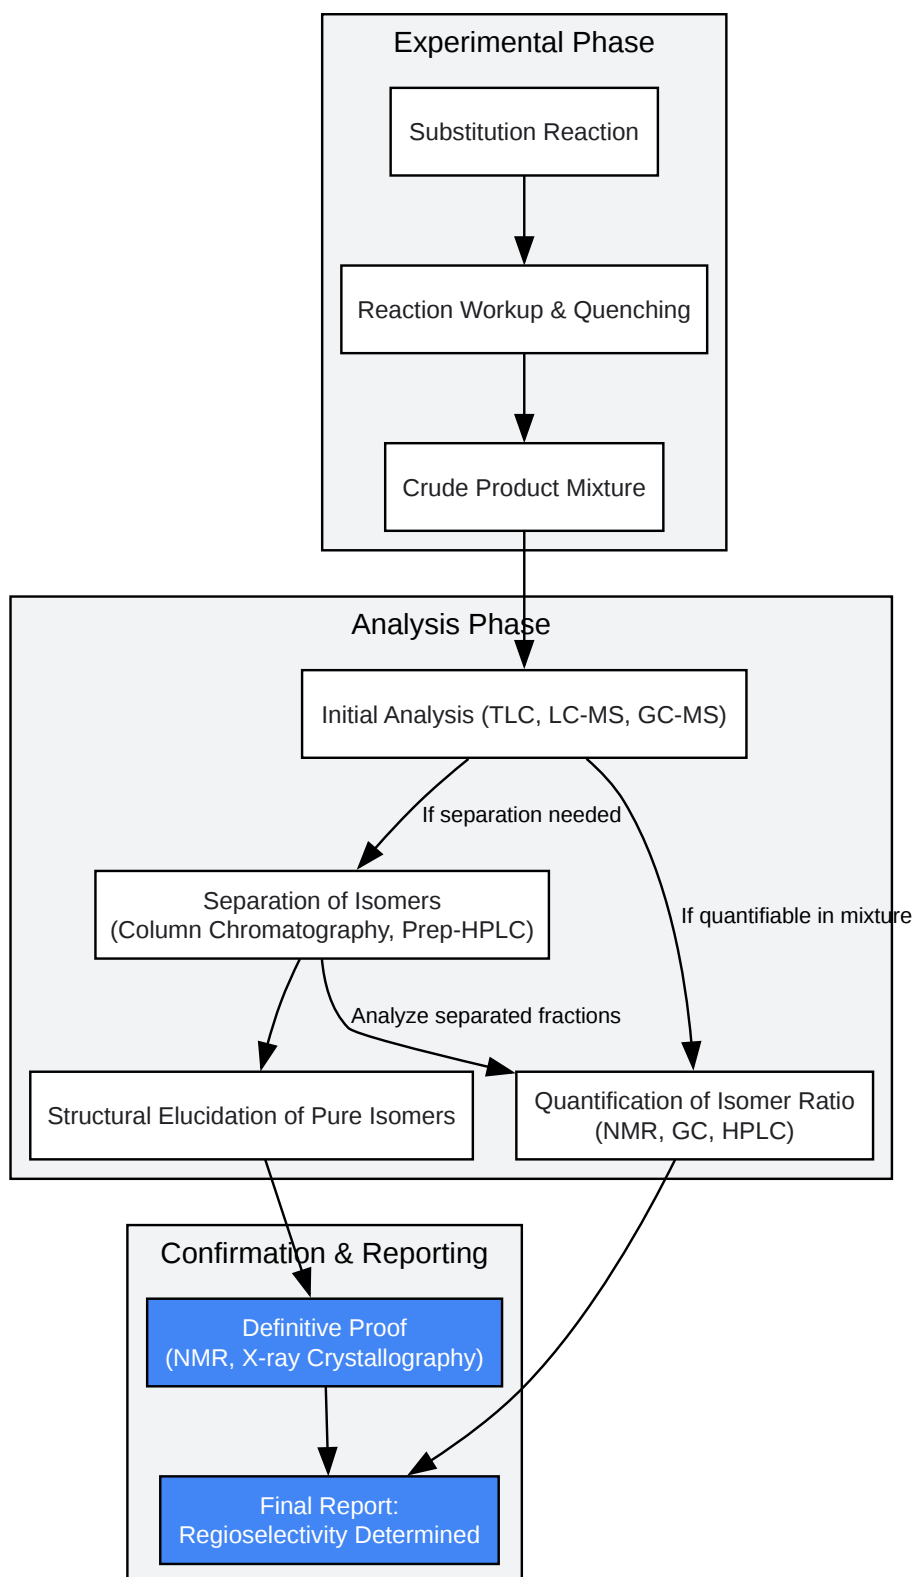 Experimental Phase
Substitution Reaction
Reaction Workup & Quenching
Crude Product Mixture
Analysis Phase
Initial Analysis (TLC, LC-MS, GC-MS)
If separation needed
Separation of Isomers
(Column Chromatography, Prep-HPLC)
If quantifiable in mixture
Analyze separated fractions
Structural Elucidation of Pure Isomers
Quantification of Isomer Ratio
(NMR, GC, HPLC)
Confirmation & Reporting
Definitive Proof
(NMR, X-ray Crystallography)
Final Report:
Regioselectivity Determined